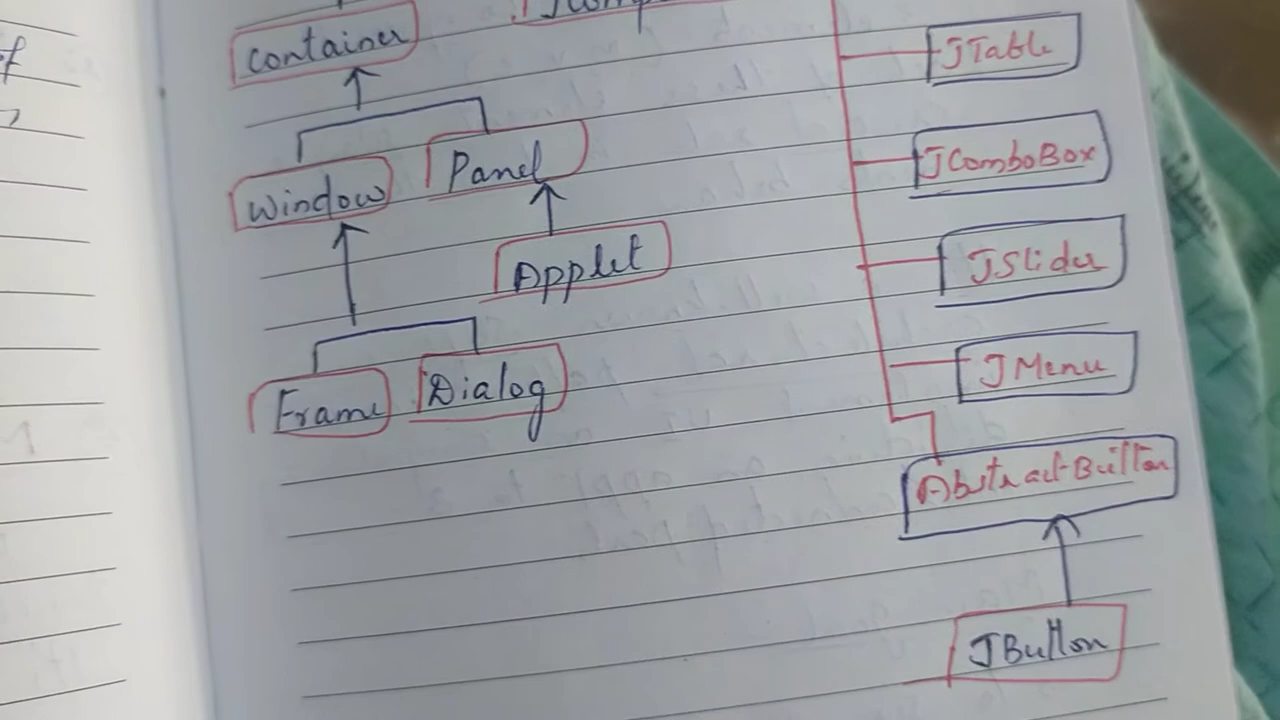 Container
JTable
Window
Panel
JComboBox
Applet
JSlider
Frame
Dialog
JMenu
AbstractButton
JButton